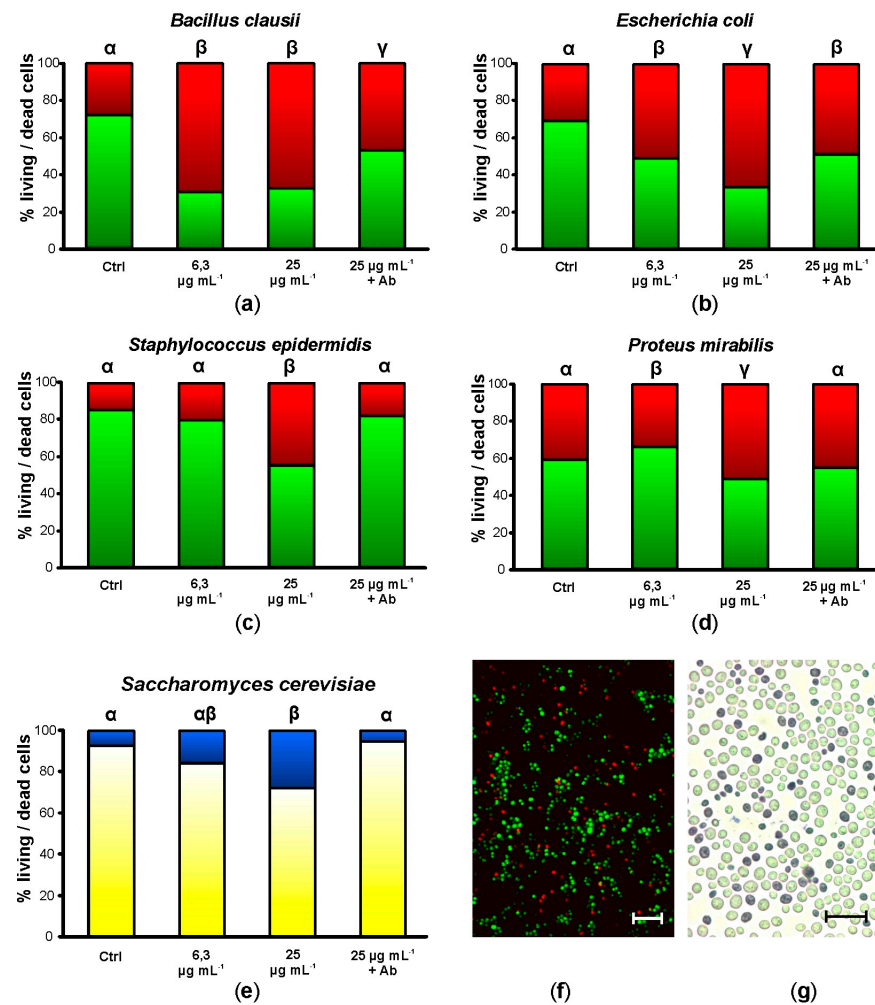 Bacillus clausii
α β β γ
% living / dead cells
100
80
60
40
20
0
Ctrl 6,3 µg mL⁻¹ 25 µg mL⁻¹ 25 µg mL⁻¹ + Ab
(a)
Escherichia coli
α β γ β
% living / dead cells
100
80
60
40
20
0
Ctrl 6,3 µg mL⁻¹ 25 µg mL⁻¹ 25 µg mL⁻¹ + Ab
(b)
Staphylococcus epidermidis
α α β α
% living / dead cells
100
80
60
40
20
0
Ctrl 6,3 µg mL⁻¹ 25 µg mL⁻¹ 25 µg mL⁻¹ + Ab
(c)
Proteus mirabilis
α β γ α
% living / dead cells
100
80
60
40
20
0
Ctrl 6,3 µg mL⁻¹ 25 µg mL⁻¹ 25 µg mL⁻¹ + Ab
(d)
Saccharomyces cerevisiae
α αβ β α
% living / dead cells
100
80
60
40
20
0
Ctrl 6,3 µg mL⁻¹ 25 µg mL⁻¹ 25 µg mL⁻¹ + Ab
(e)
(f)
(g)